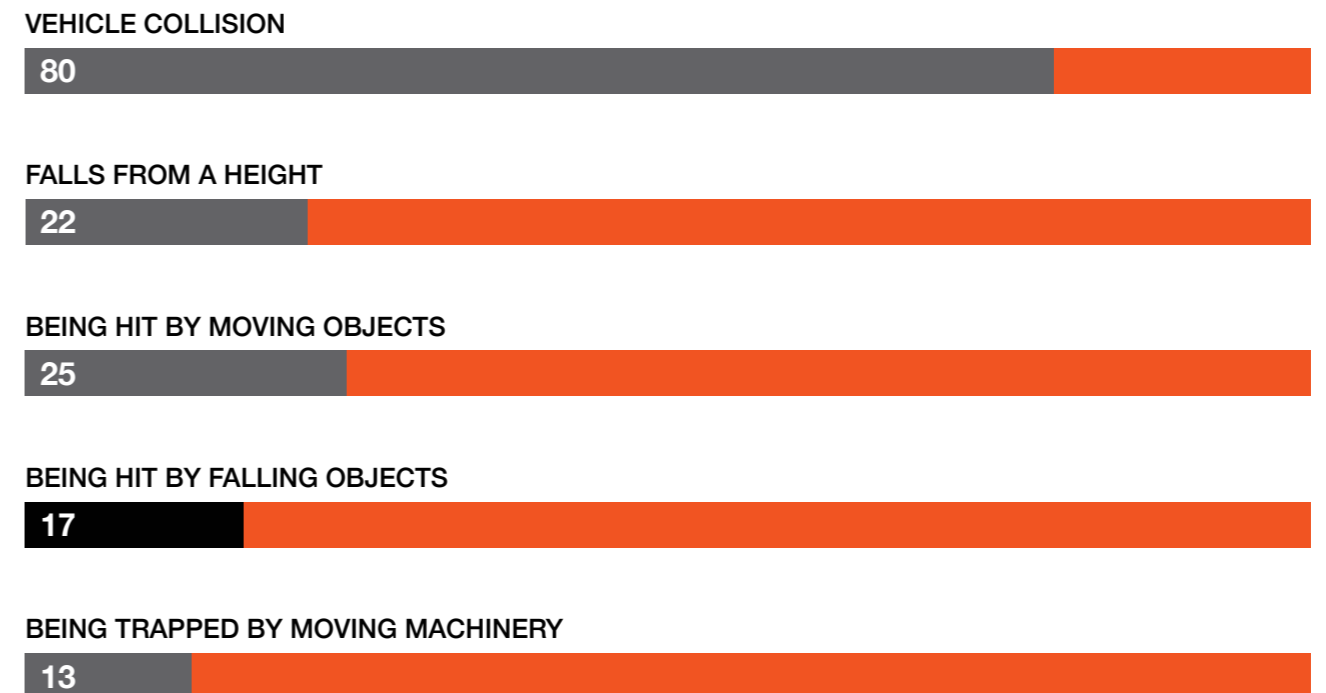 VEHICLE COLLISION
80
FALLS FROM A HEIGHT
22
BEING HIT BY MOVING OBJECTS
25
BEING HIT BY FALLING OBJECTS
17
BEING TRAPPED BY MOVING MACHINERY
13